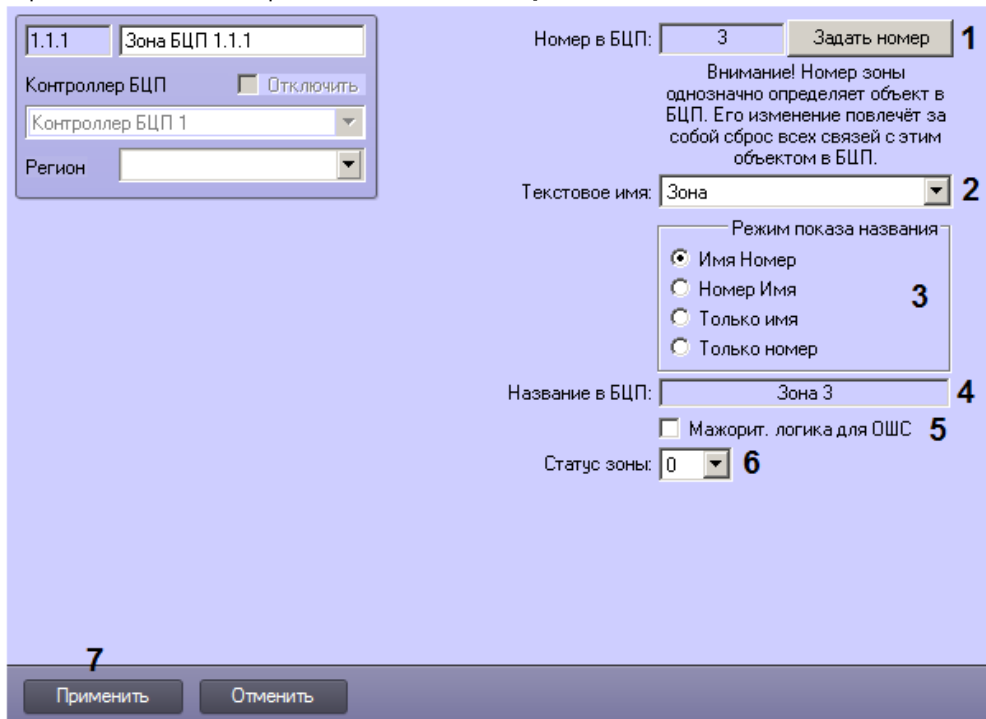 1.1.1 Зона БЦП 1.1.1
Контроллер БЦП Отключить
Контроллер БЦП 1
Регион
Номер в БЦП: 3 Задать номер 1
Внимание! Номер зоны
однозначно определяет объект в
БЦП. Его изменение повлечёт за
собой сброс всех связей с этим
объектом в БЦП.
Текстовое имя: Зона 2
Режим показа названия
Имя Номер
Номер Имя 3
Только имя
Только номер
Название в БЦП: Зона 3 4
Мажорит. логика для ОШС 5
Статус зоны: 0 6
7
Применить Отменить